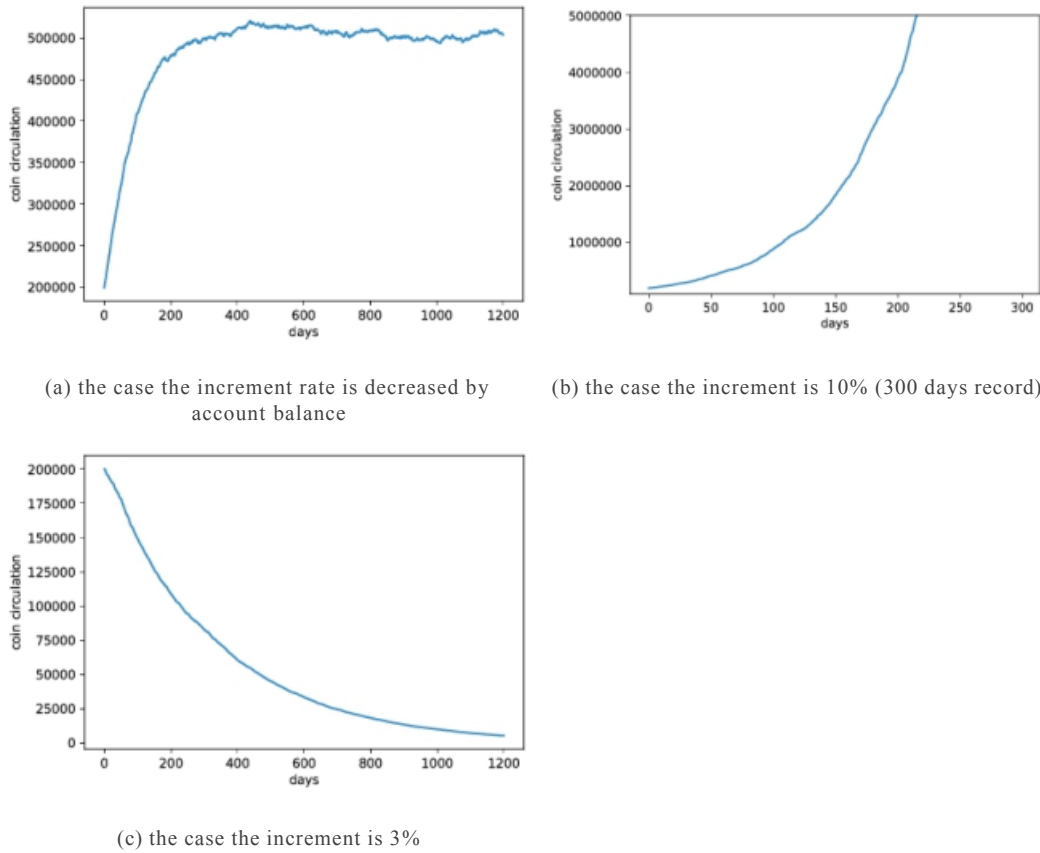 500000
450000
400000
350000
300000
250000
200000
coin circulation
0 200 400 600 800 1000 1200
days
(a) the case the increment rate is decreased by
account balance
5000000
4000000
3000000
2000000
1000000
coin circulation
0 50 100 150 200 250 300
days
(b) the case the increment is 10% (300 days record)
200000
175000
150000
125000
100000
75000
50000
25000
0
coin circulation
0 200 400 600 800 1000 1200
days
(c) the case the increment is 3%